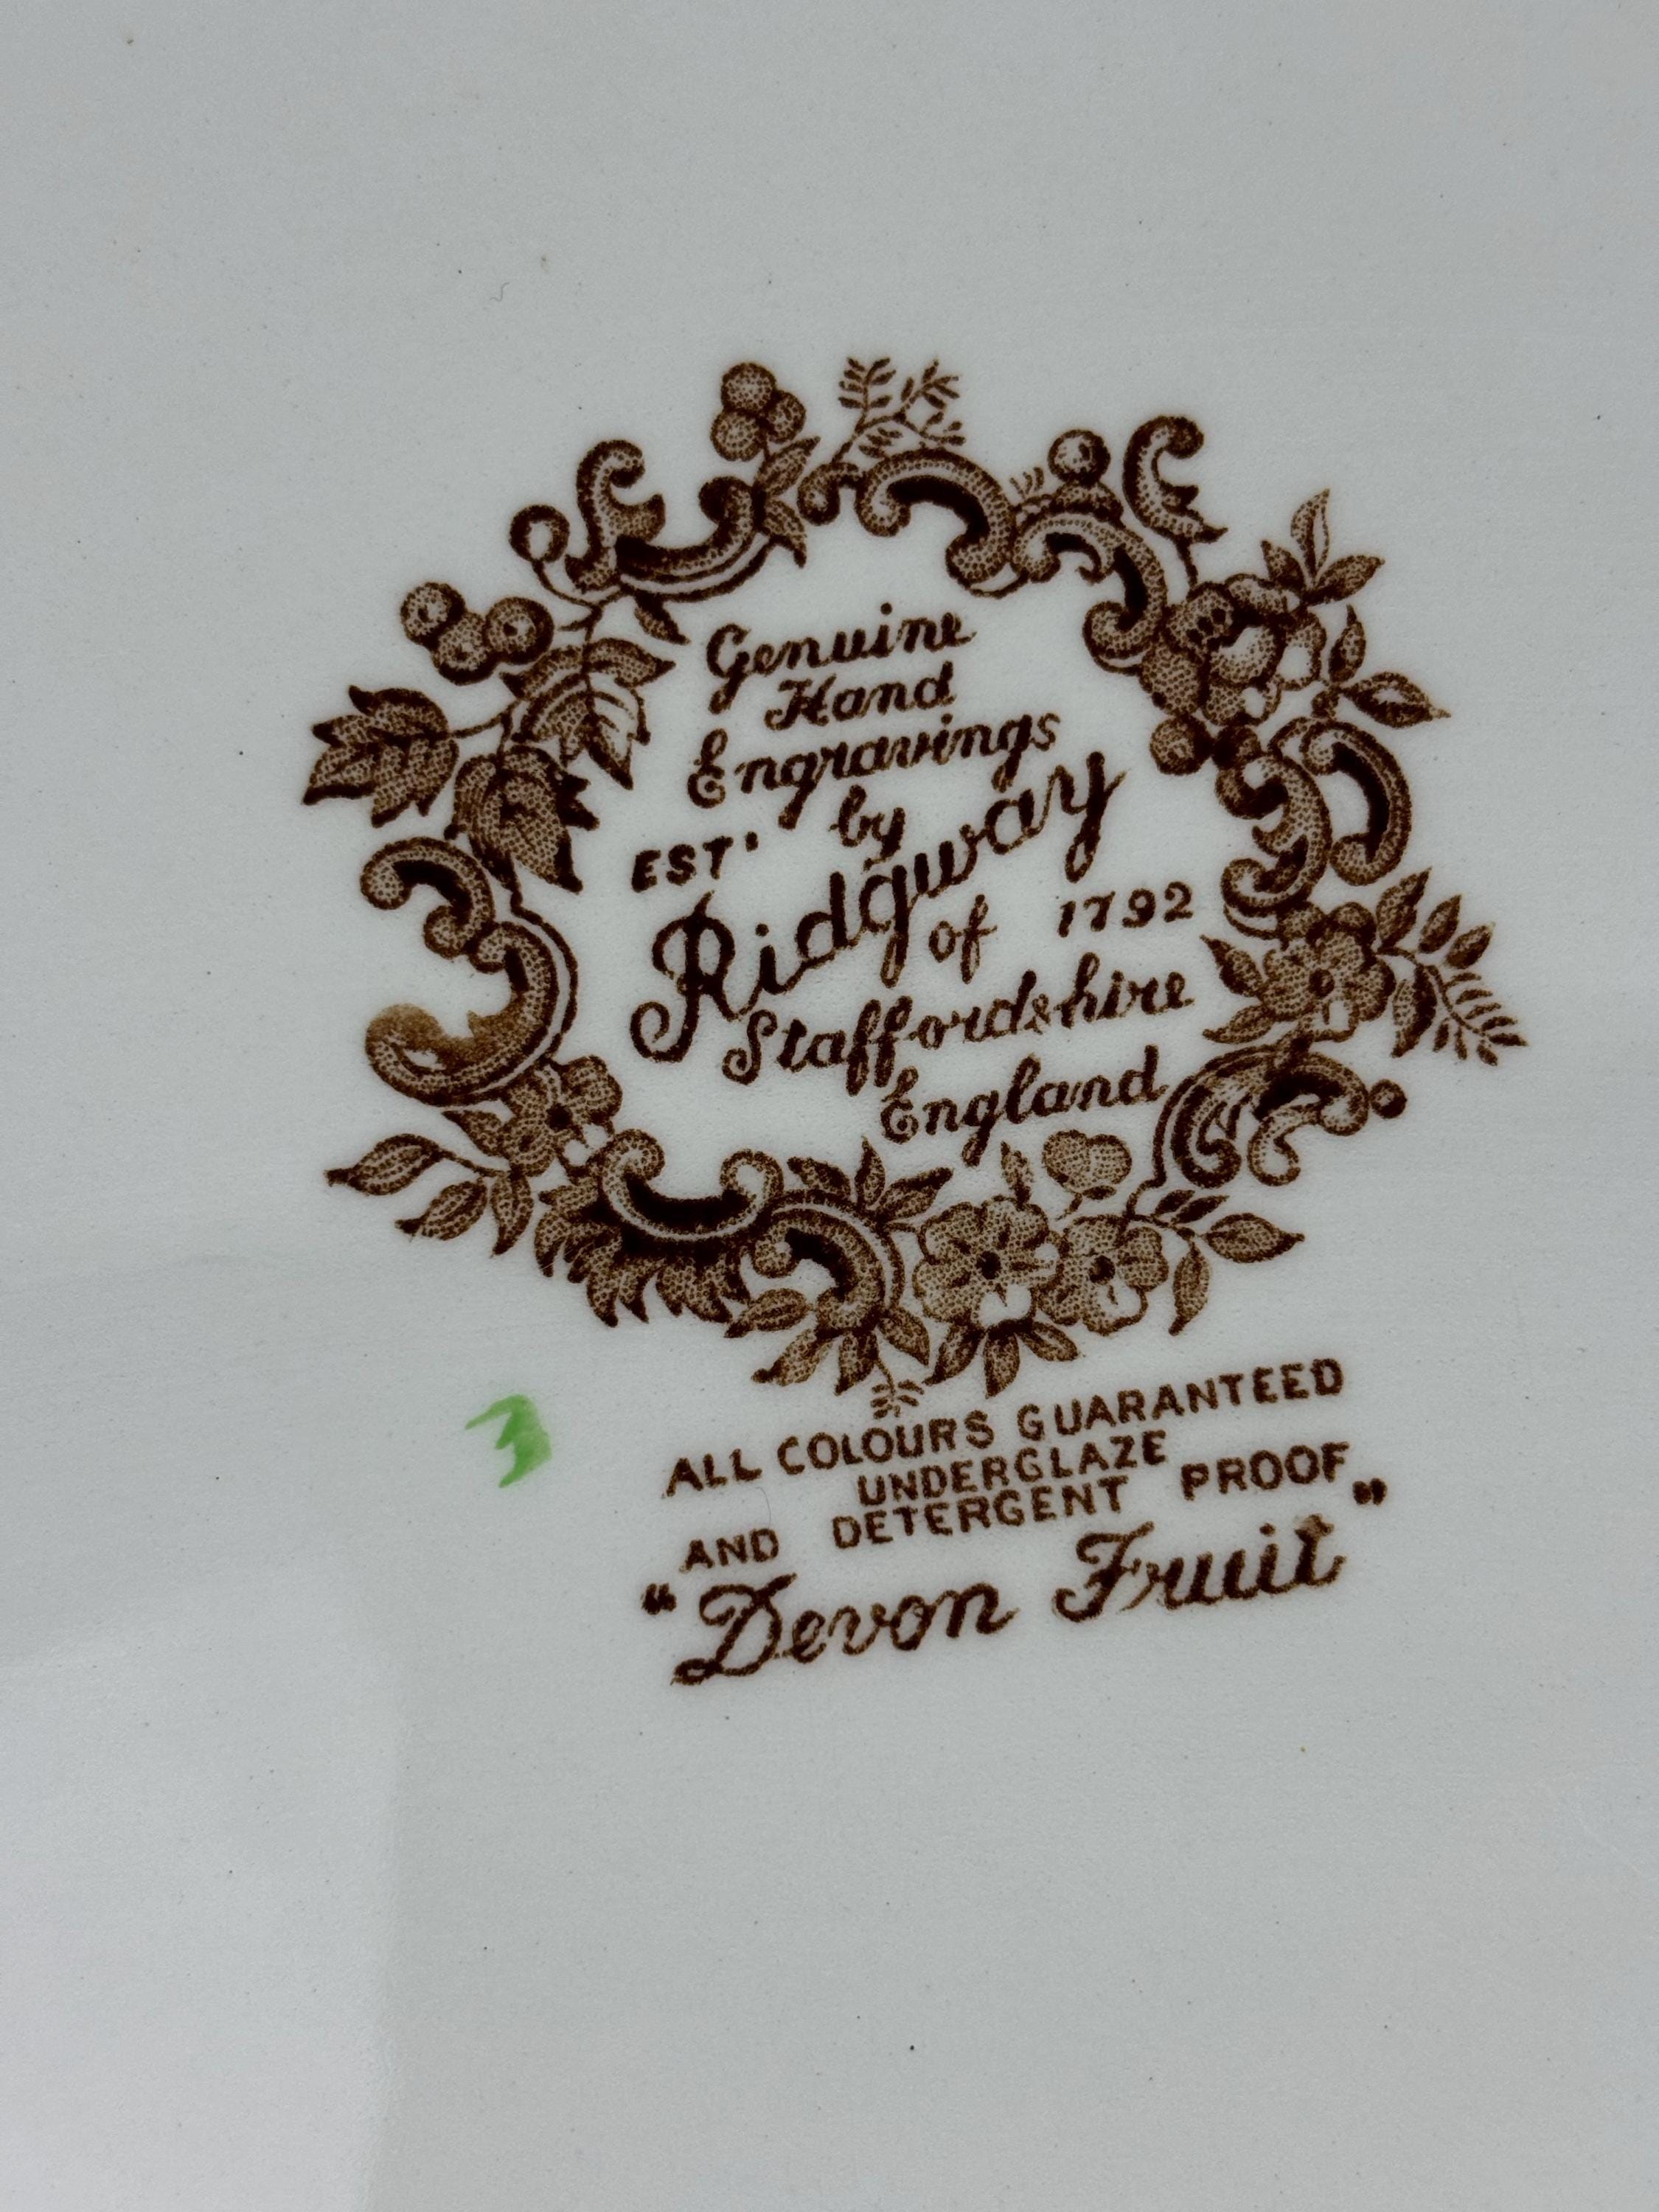 Genuine
Hand
Engravings
by
EST' 1792
Ridgway
of
Staffordshire
England
ALL COLOURS GUARANTEED
UNDERGLAZE
AND DETERGENT PROOF
"Devon Fruit"